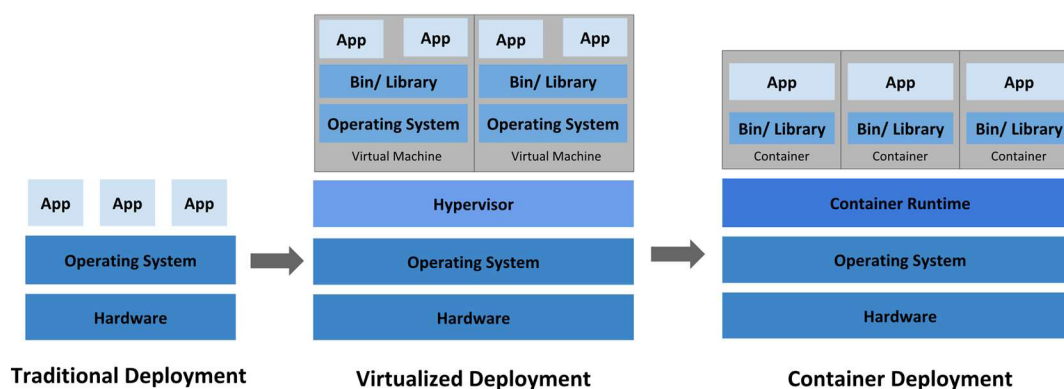 App App App
Operating System
Hardware
Traditional Deployment
App App App App
Bin/ Library Bin/ Library
Operating System Operating System
Virtual Machine Virtual Machine
Hypervisor
Operating System
Hardware
Virtualized Deployment
App App App
Bin/ Library Bin/ Library Bin/ Library
Container Container Container
Container Runtime
Operating System
Hardware
Container Deployment